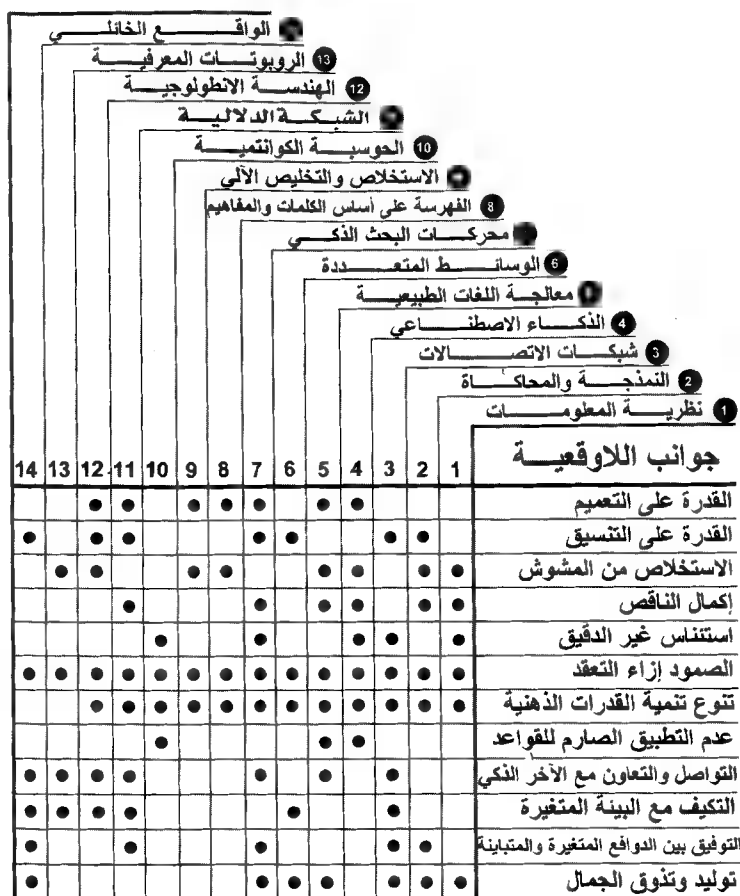 الواقع الخائلي
13 الروبوتات المعرفية
12 الهندسة الانطولوجية
الشبكة الدلالية
10 الحوسبة الكوانتمية
الاستخلاص والتخليص الآلي
8 الفهرسة على أساس الكلمات والمفاهيم
محركات البحث الذكي
6 الوسائط المتعددة
معالجة اللغات الطبيعية
4 الذكاء الاصطناعي
3 شبكات الاتصالات
2 النمذجة والمحاكاة
1 نظرية المعلومات
جوانب اللاوقعية 1 2 3 4 5 6 7 8 9 10 11 12 13 14
القدرة على التعميم
القدرة على التنسيق
الاستخلاص من المشوش
إكمال الناقص
استئناس غير الدقيق
الصمود إزاء التعقد
تنوع تنمية القدرات الذهنية
عدم التطبيق الصارم للقواعد
التواصل والتعاون مع الآخر الذكي
التكيف مع البيئة المتغيرة
التوفيق بين الدوافع المتغيرة والمتباينة
توليد وتذوق الجمال